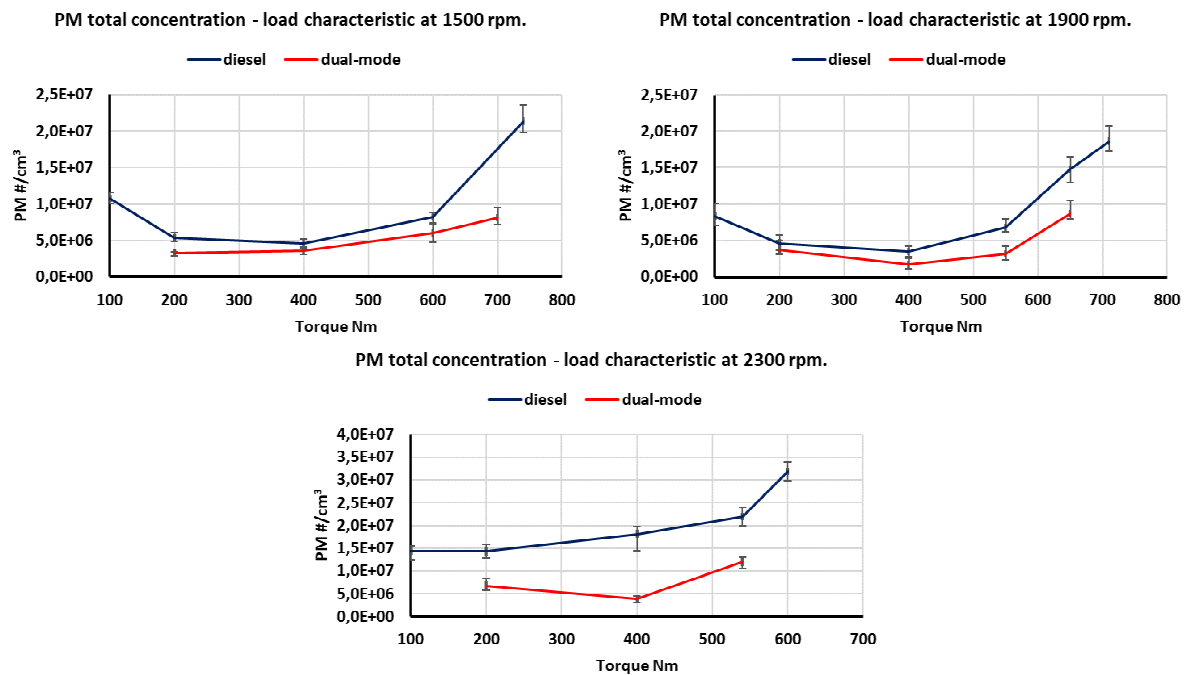 PM total concentration - load characteristic at 1500 rpm.
diesel dual-mode
2,5E+07
2,0E+07
1,5E+07
1,0E+07
5,0E+06
0,0E+00
PM #/cm³
100 200 300 400 500 600 700 800
Torque Nm
PM total concentration - load characteristic at 1900 rpm.
diesel dual-mode
2,5E+07
2,0E+07
1,5E+07
1,0E+07
5,0E+06
0,0E+00
PM #/cm³
100 200 300 400 500 600 700 800
Torque Nm
PM total concentration - load characteristic at 2300 rpm.
diesel dual-mode
4,0E+07
3,5E+07
3,0E+07
2,5E+07
2,0E+07
1,5E+07
1,0E+07
5,0E+06
0,0E+00
PM #/cm³
100 200 300 400 500 600 700
Torque Nm